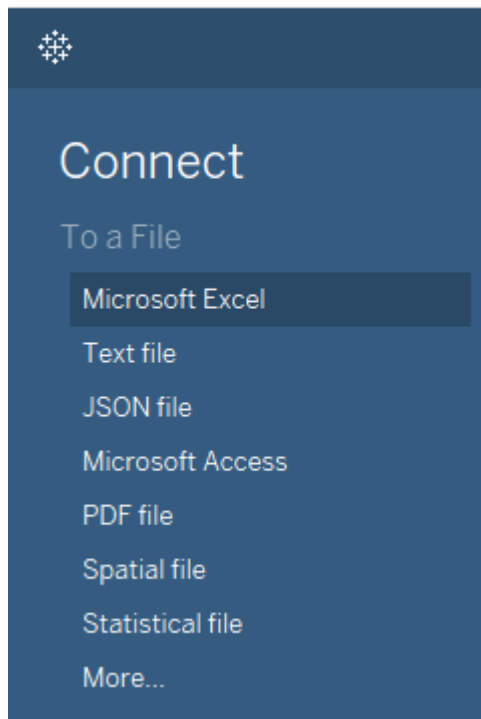 Connect
To a File
Microsoft Excel
Text file
JSON file
Microsoft Access
PDF file
Spatial file
Statistical file
More...